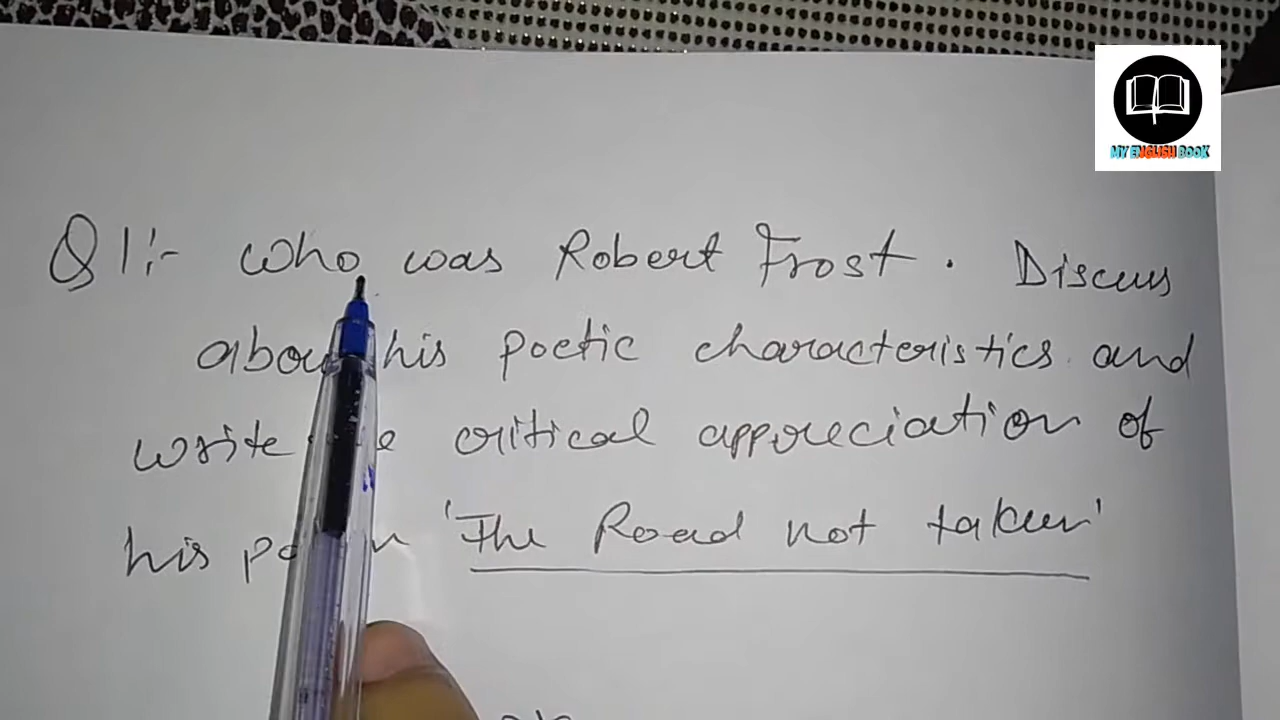 MY ENGLISH BOOK
Q1:- Who was Robert Frost. Discuss
his poetic characteristics and
write critical appreciation of
his 'The Road not taken'